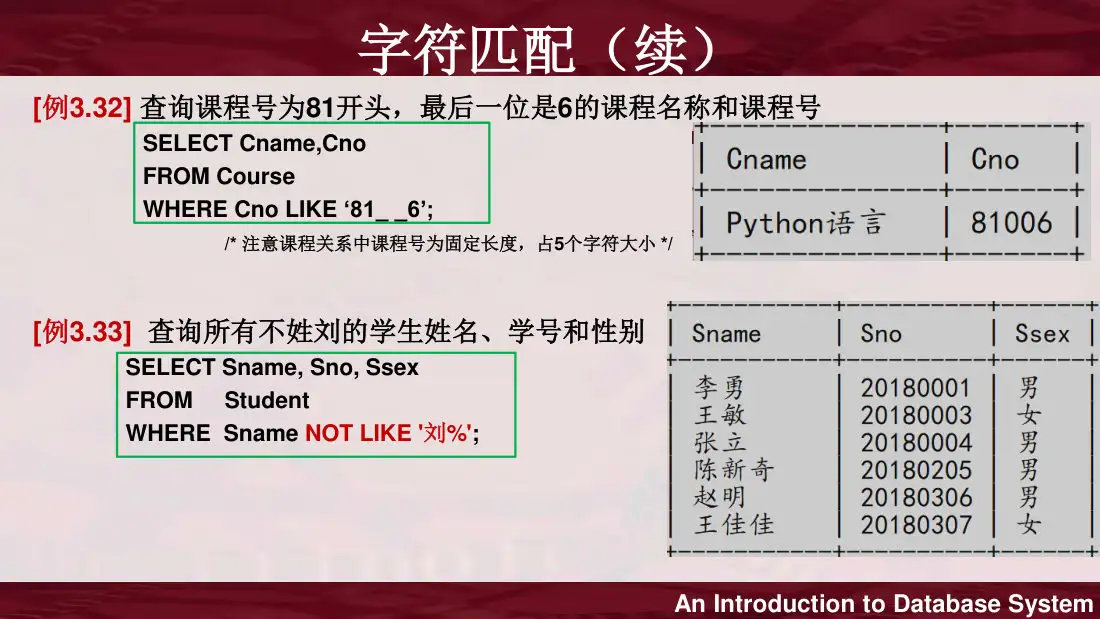 字符匹配（续）
[例3.32] 查询课程号为81开头，最后一位是6的课程名称和课程号
SELECT Cname,Cno
FROM Course
WHERE Cno LIKE ‘81_ _6’;
/* 注意课程关系中课程号为固定长度，占5个字符大小 */
+-------------------+----------+
| Cname | Cno |
+-------------------+----------+
| Python语言 | 81006 |
+-------------------+----------+
[例3.33] 查询所有不姓刘的学生姓名、学号和性别
SELECT Sname, Sno, Ssex
FROM Student
WHERE Sname NOT LIKE '刘%';
+-------------+------------+--------+
| Sname | Sno | Ssex |
+-------------+------------+--------+
| 李勇 | 20180001 | 男 |
| 王敏 | 20180003 | 女 |
| 张立 | 20180004 | 男 |
| 陈新奇 | 20180205 | 男 |
| 赵明 | 20180306 | 男 |
| 王佳佳 | 20180307 | 女 |
+-------------+------------+--------+
An Introduction to Database System